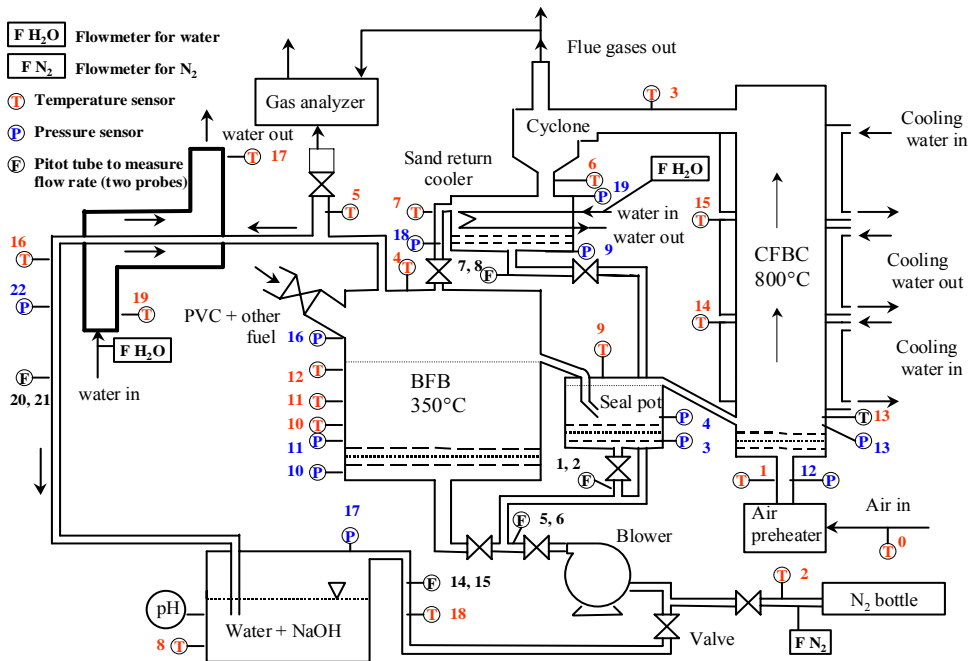 F H2O Flowmeter for water
F N2 Flowmeter for N2
T Temperature sensor
P Pressure sensor
F Pitot tube to measure
flow rate (two probes)
Gas analyzer
Flue gases out
Cyclone
T 3
Cooling
water in
water out
T 17
Sand return
cooler
T 6
P 19
F H2O
7 T
5 T
water in
water out
18 P
P 9
15 T
CFBC
800°C
Cooling
water out
16 T
4 T
7, 8 F
22 P
19 T
PVC + other
fuel
F H2O
water in
16 P
9 T
14 T
Cooling
water in
F
20, 21
12 T
11 T
10 T
11 P
10 P
BFB
350°C
Seal pot
P 4
P 3
T 13
P 13
1, 2
F
1 T
12 P
Air
preheater
Air in
T 0
17 P
F 5, 6
Blower
F 14, 15
T 18
T 2
N2 bottle
F N2
Valve
pH
8 T
Water + NaOH